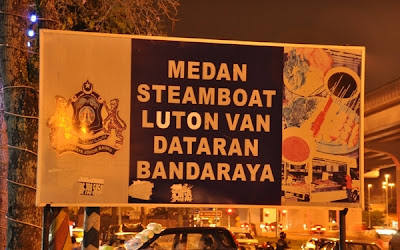 MEDAN
STEAMBOAT
LUTON VAN
DATARAN
BANDARAYA